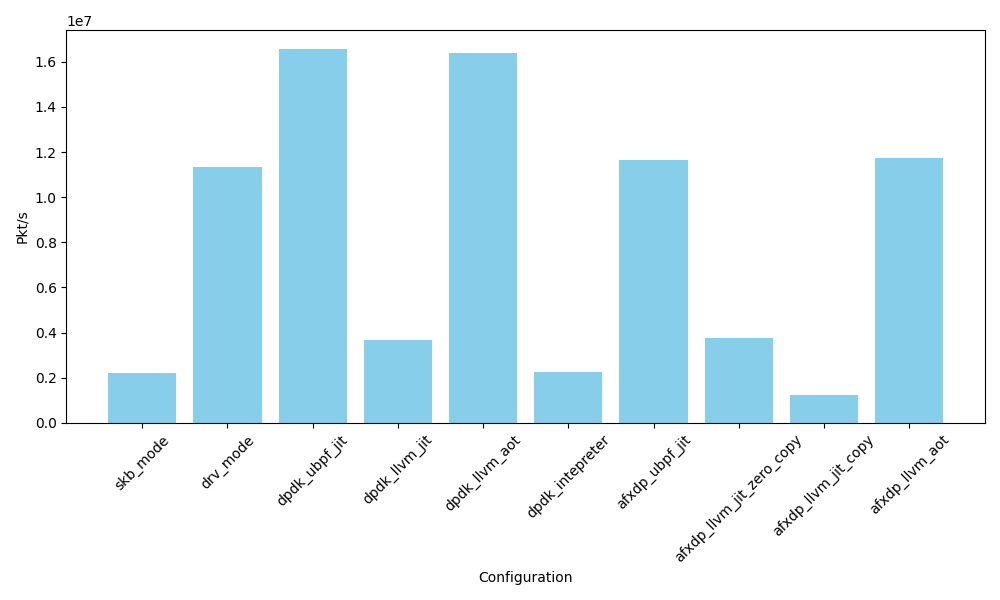 1e7
Pkt/s
1.6
1.4
1.2
1.0
0.8
0.6
0.4
0.2
0.0
skb_mode
drv_mode
dpdk_ubpf_jit
dpdk_llvm_jit
dpdk_llvm_aot
dpdk_intepreter
afxdp_ubpf_jit
afxdp_llvm_jit_zero_copy
afxdp_llvm_jit_copy
afxdp_llvm_aot
Configuration